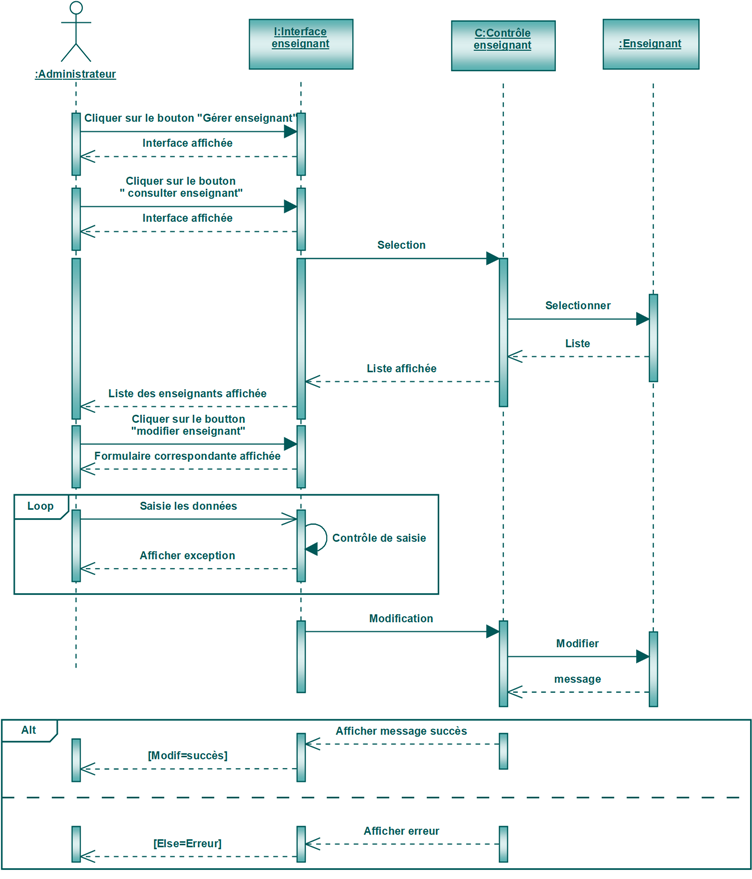 I:Interface
enseignant
C:Contrôle
enseignant
:Enseignant
:Administrateur
Cliquer sur le bouton "Gérer enseignant"
Interface affichée
Cliquer sur le bouton
" consulter enseignant"
Interface affichée
Selection
Selectionner
Liste
Liste affichée
Liste des enseignants affichée
Cliquer sur le boutton
"modifier enseignant"
Formulaire correspondante affichée
Loop
Saisie les données
Contrôle de saisie
Afficher exception
Modification
Modifier
message
Alt
Afficher message succès
[Modif=succès]
Afficher erreur
[Else=Erreur]